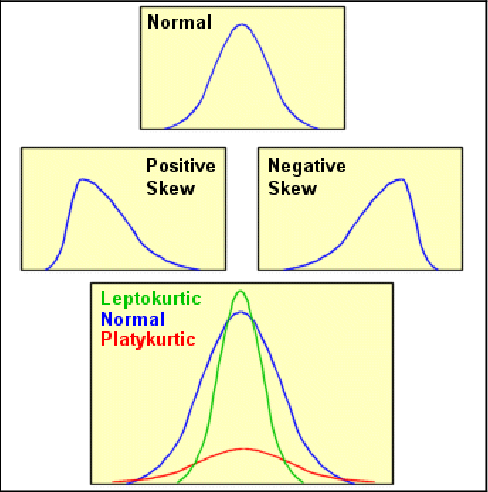 Normal
Positive
Skew
Negative
Skew
Leptokurtic
Normal
Platykurtic